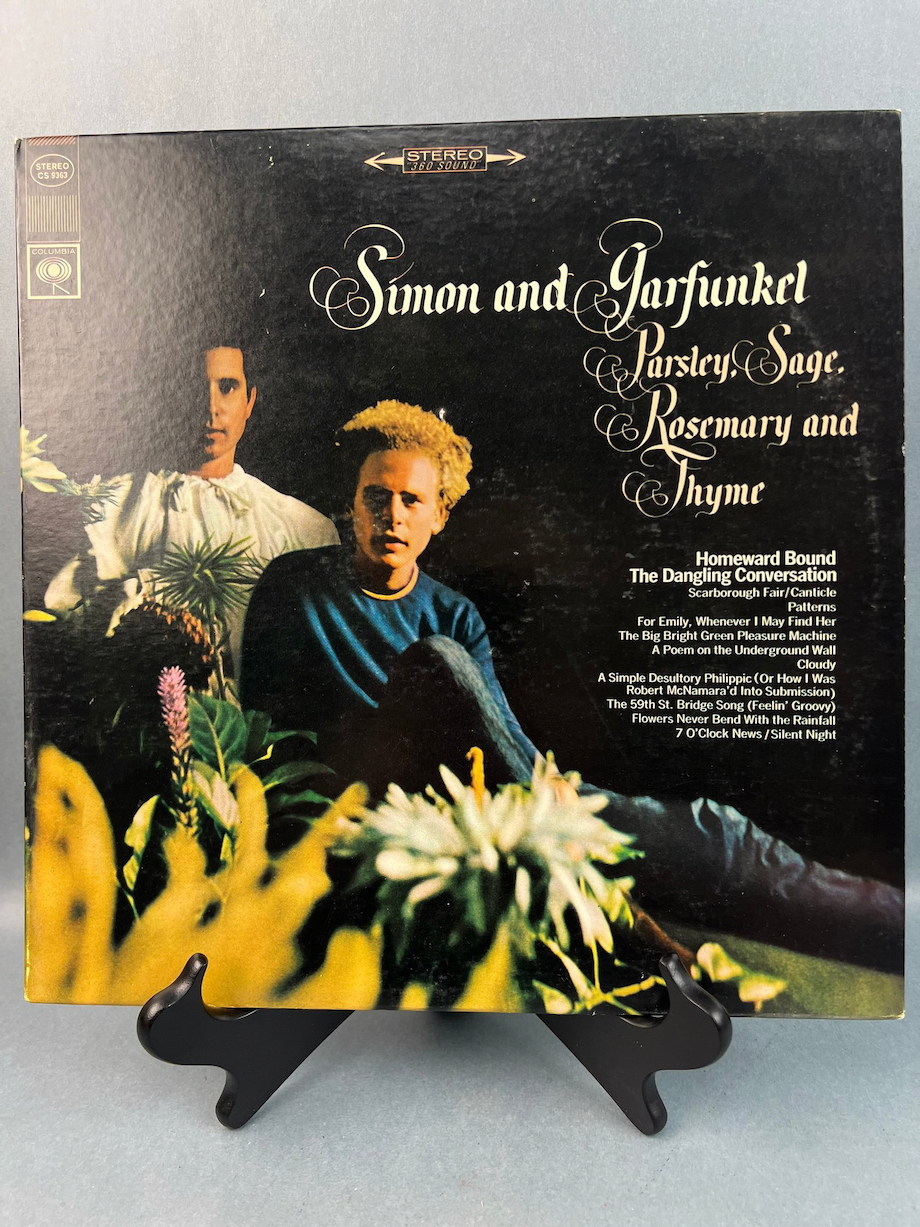 STEREO
CS 9363
COLUMBIA
STEREO
"360 SOUND"
Simon and Garfunkel
Parsley, Sage,
Rosemary and
Thyme
Homeward Bound
The Dangling Conversation
Scarborough Fair/Canticle
Patterns
For Emily, Whenever I May Find Her
The Big Bright Green Pleasure Machine
A Poem on the Underground Wall
Cloudy
A Simple Desultory Philippic (Or How I Was
Robert McNamara'd Into Submission)
The 59th St. Bridge Song (Feelin' Groovy)
Flowers Never Bend With the Rainfall
7 O'Clock News/Silent Night